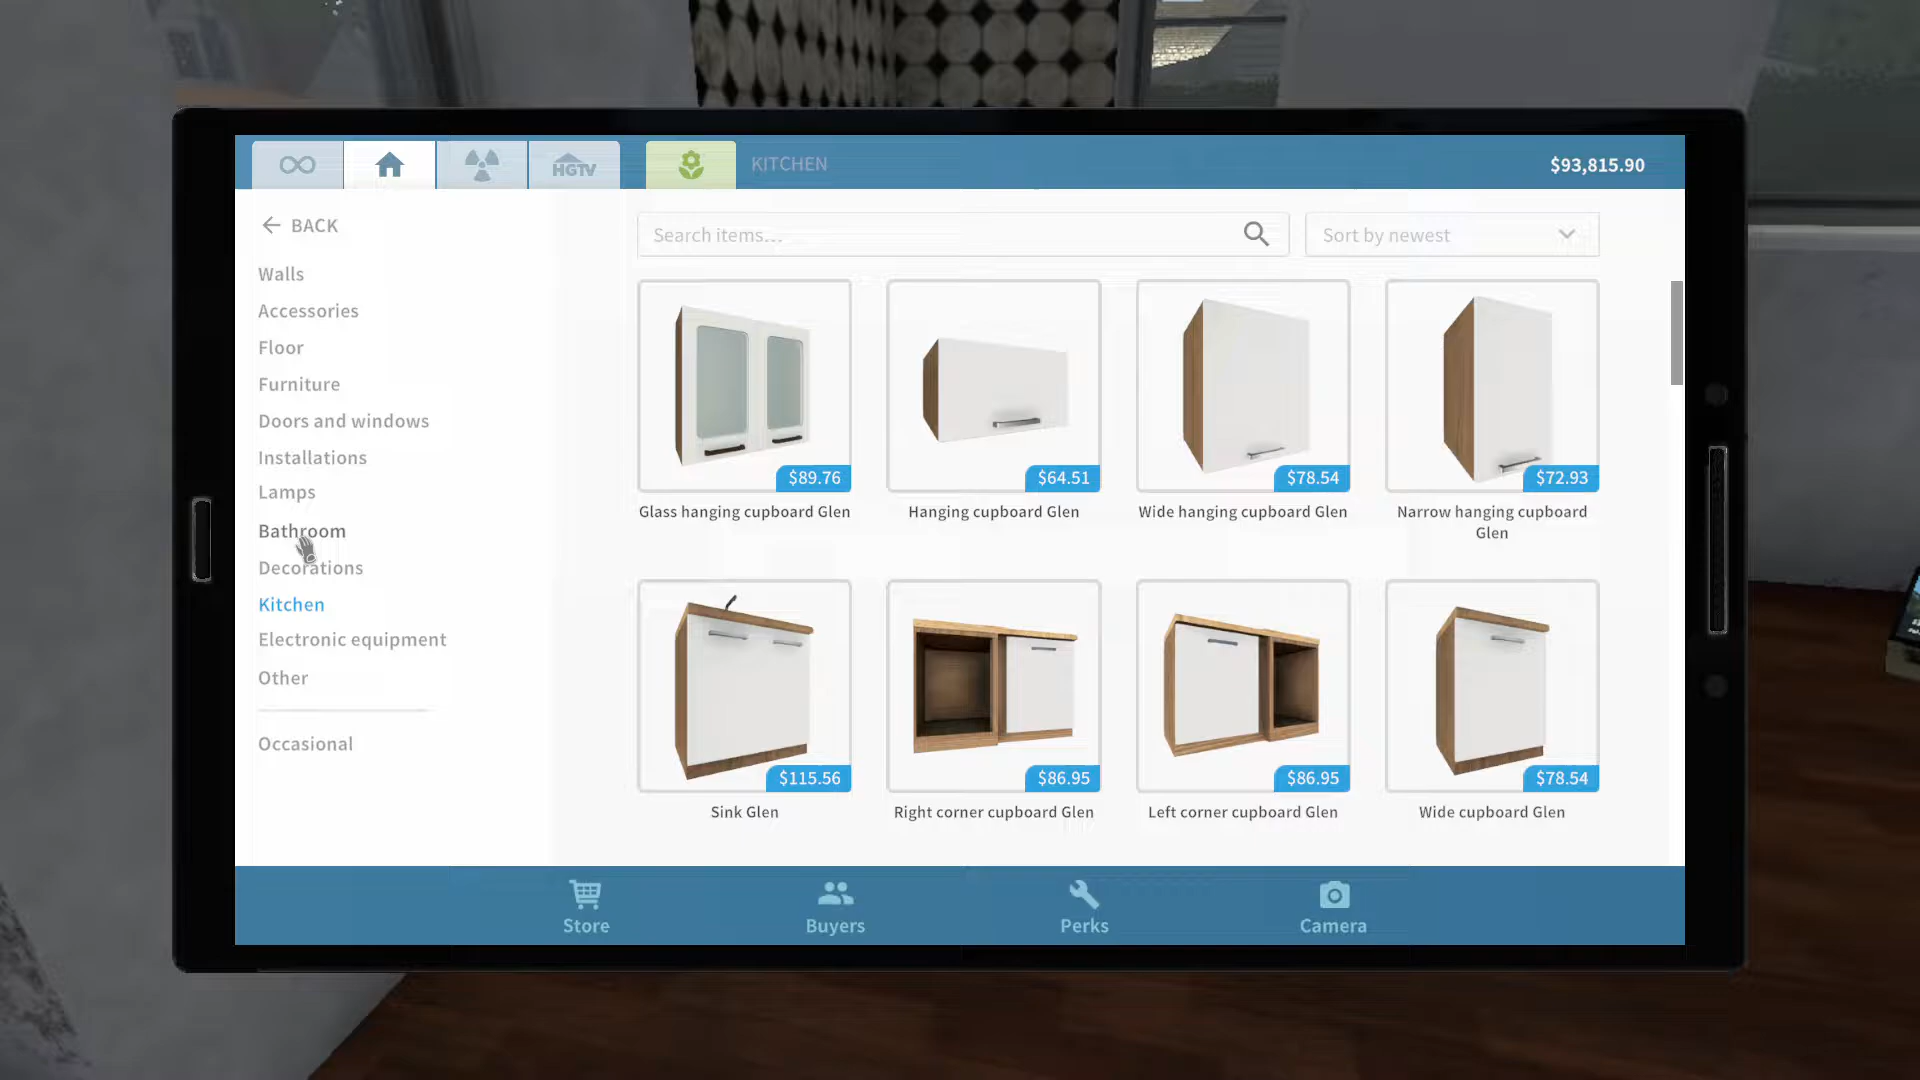 HGTV
KITCHEN
$93,815.90
BACK
Search items...
Sort by newest
Walls
Accessories
Floor
Furniture
Doors and windows
Installations
Lamps
Bathroom
Decorations
Kitchen
Electronic equipment
Other
Occasional
$89.76
$64.51
$78.54
$72.93
Glass hanging cupboard Glen
Hanging cupboard Glen
Wide hanging cupboard Glen
Narrow hanging cupboard
Glen
$115.56
$86.95
$86.95
$78.54
Sink Glen
Right corner cupboard Glen
Left corner cupboard Glen
Wide cupboard Glen
Store
Buyers
Perks
Camera